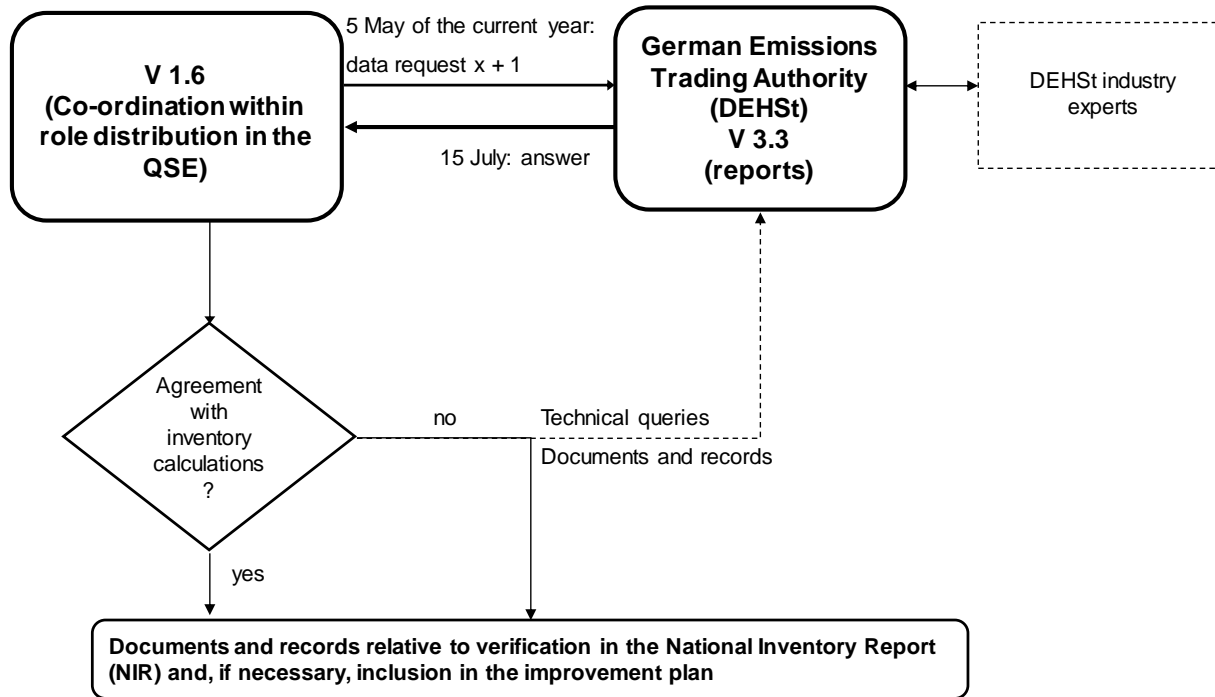 V 1.6
(Co-ordination within
role distribution in the
QSE)
5 May of the current year:
data request x + 1
15 July: answer
German Emissions
Trading Authority
(DEHSt)
V 3.3
(reports)
DEHSt industry
experts
Agreement
with
inventory
calculations
?
no
Technical queries
Documents and records
yes
Documents and records relative to verification in the National Inventory Report
(NIR) and, if necessary, inclusion in the improvement plan